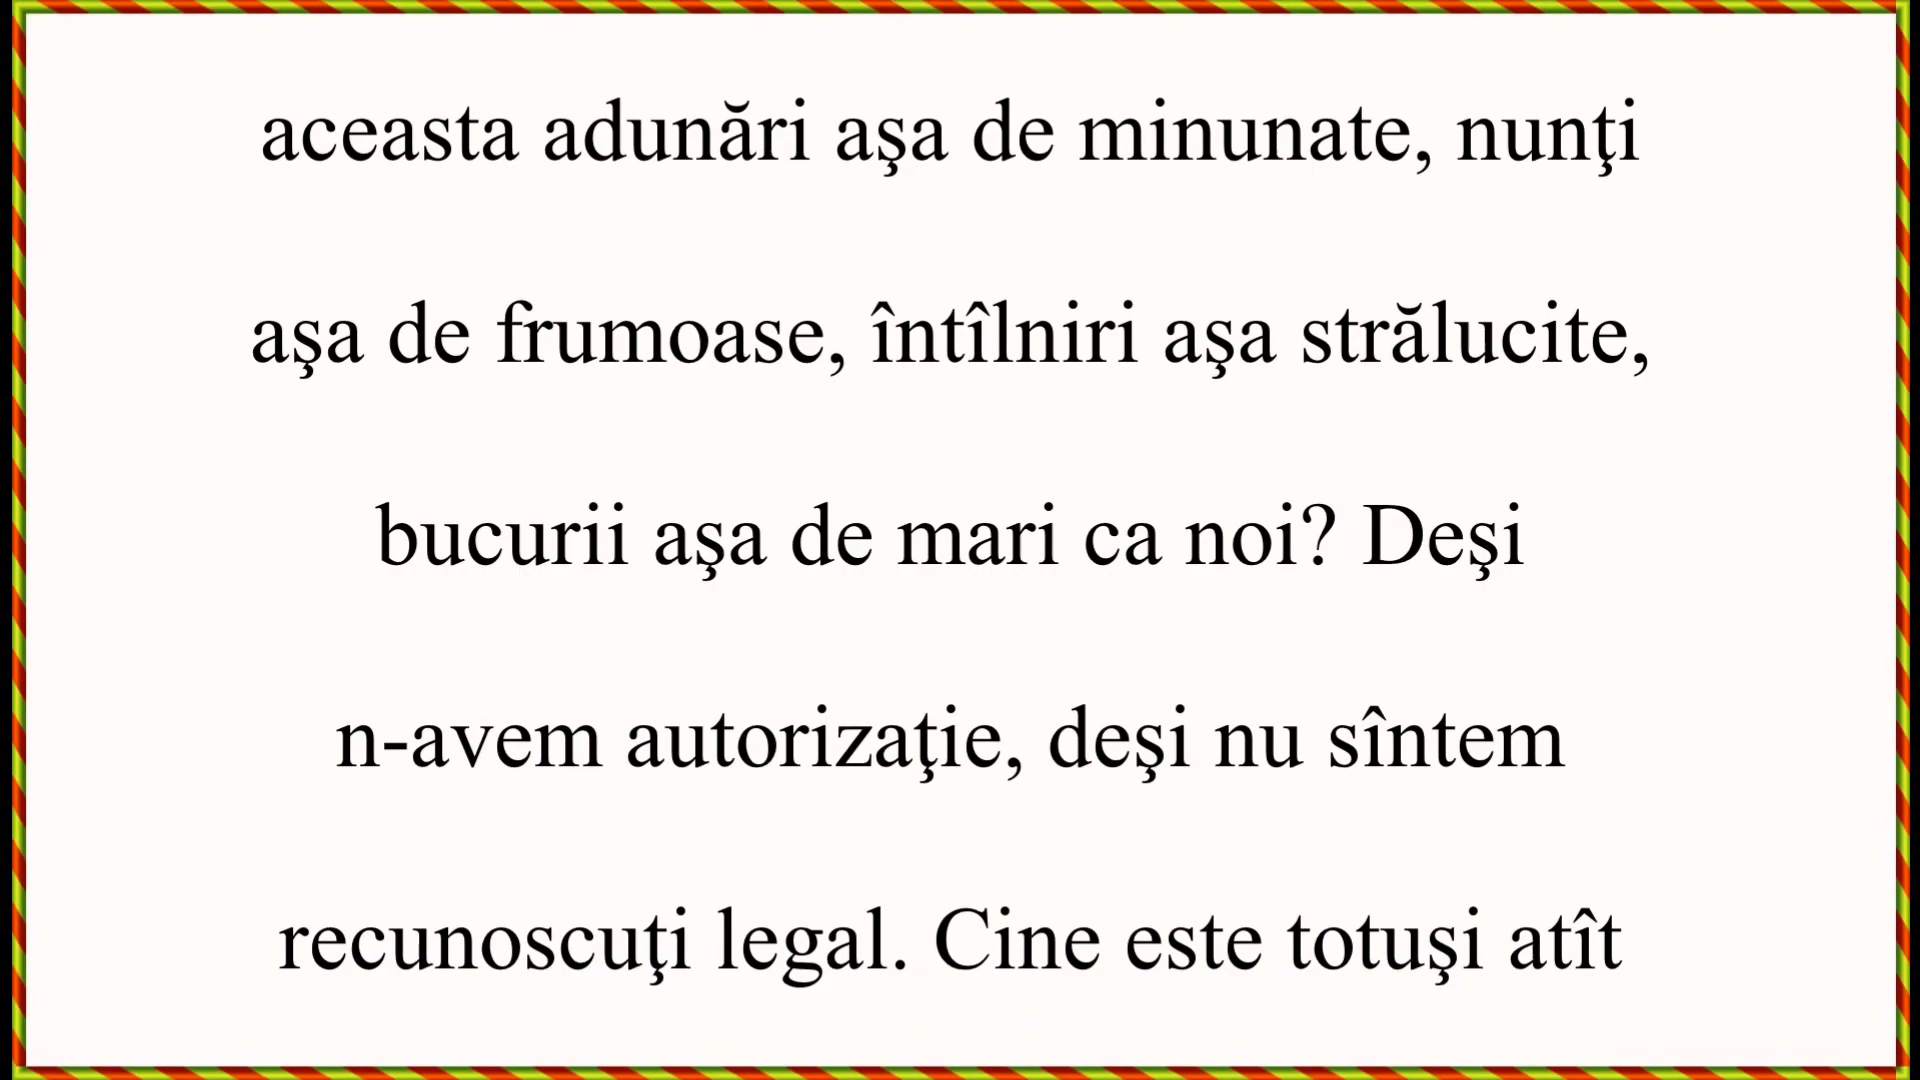 aceasta adunări aşa de minunate, nunţi
aşa de frumoase, întîlniri aşa strălucite,
bucurii aşa de mari ca noi? Deşi
n-avem autorizaţie, deşi nu sîntem
recunoscuţi legal. Cine este totuşi atît